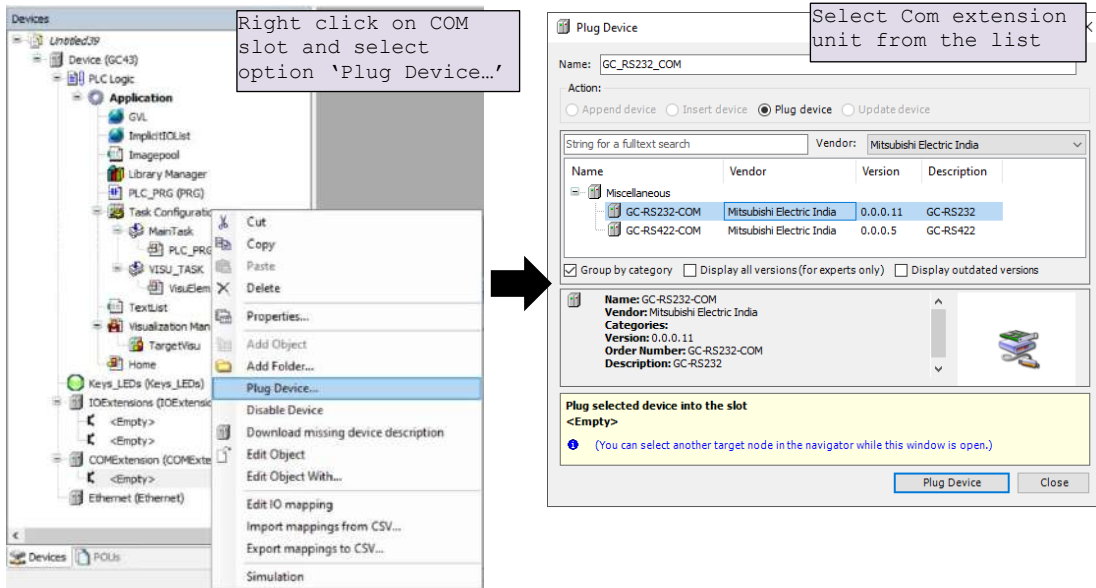 Devices
Right click on COM
slot and select
option ‘Plug Device…’
Untitled39
Device (GC43)
PLC Logic
Application
GVL
ImplicitIOList
Imagepool
Library Manager
PLC_PRG (PRG)
Task Configuratio
MainTask
PLC_PRG
VISU_TASK
VisuElem
TextList
Visualization Man
TargetVisu
Home
Keys_LEDs (Keys_LEDs)
IOExtensions (IOExtensio
<Empty>
<Empty>
COMExtension (COMExte
<Empty>
Ethernet (Ethernet)
Devices POUs
Cut
Copy
Paste
Delete
Properties...
Add Object
Add Folder...
Plug Device...
Disable Device
Download missing device description
Edit Object
Edit Object With...
Edit IO mapping
Import mappings from CSV...
Export mappings to CSV...
Simulation
Select Com extension
unit from the list
Plug Device
Name: GC_RS232_COM
Action:
Append device Insert device Plug device Update device
String for a fulltext search Vendor: Mitsubishi Electric India
Name Vendor Version Description
Miscellaneous
GC-RS232-COM Mitsubishi Electric India 0.0.0.11 GC-RS232
GC-RS422-COM Mitsubishi Electric India 0.0.0.5 GC-RS422
Group by category Display all versions (for experts only) Display outdated versions
Name: GC-RS232-COM
Vendor: Mitsubishi Electric India
Categories:
Version: 0.0.0.11
Order Number: GC-RS232-COM
Description: GC-RS232
Plug selected device into the slot
<Empty>
(You can select another target node in the navigator while this window is open.)
Plug Device Close